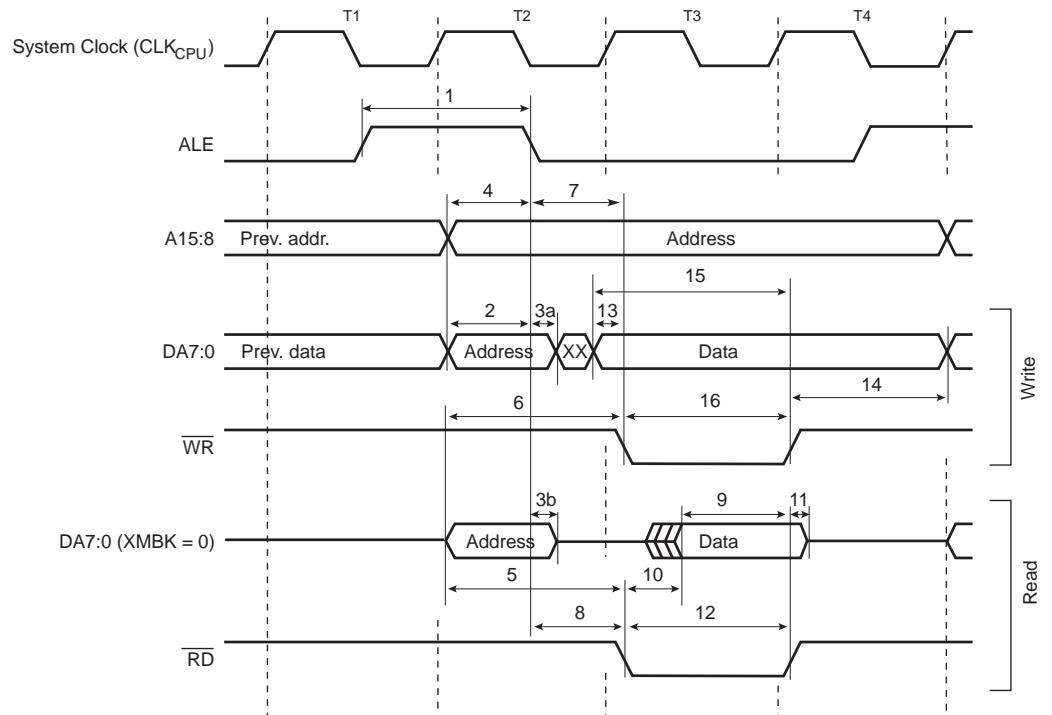 T1 T2 T3 T4
System Clock (CLKCPU)
1
ALE
4 7
A15:8 Prev. addr. Address
15
2 3a 13
DA7:0 Prev. data Address XX Data
14
6 16
WR
Write
3b 9 11
DA7:0 (XMBK = 0) Address Data
5 10
8 12
RD
Read